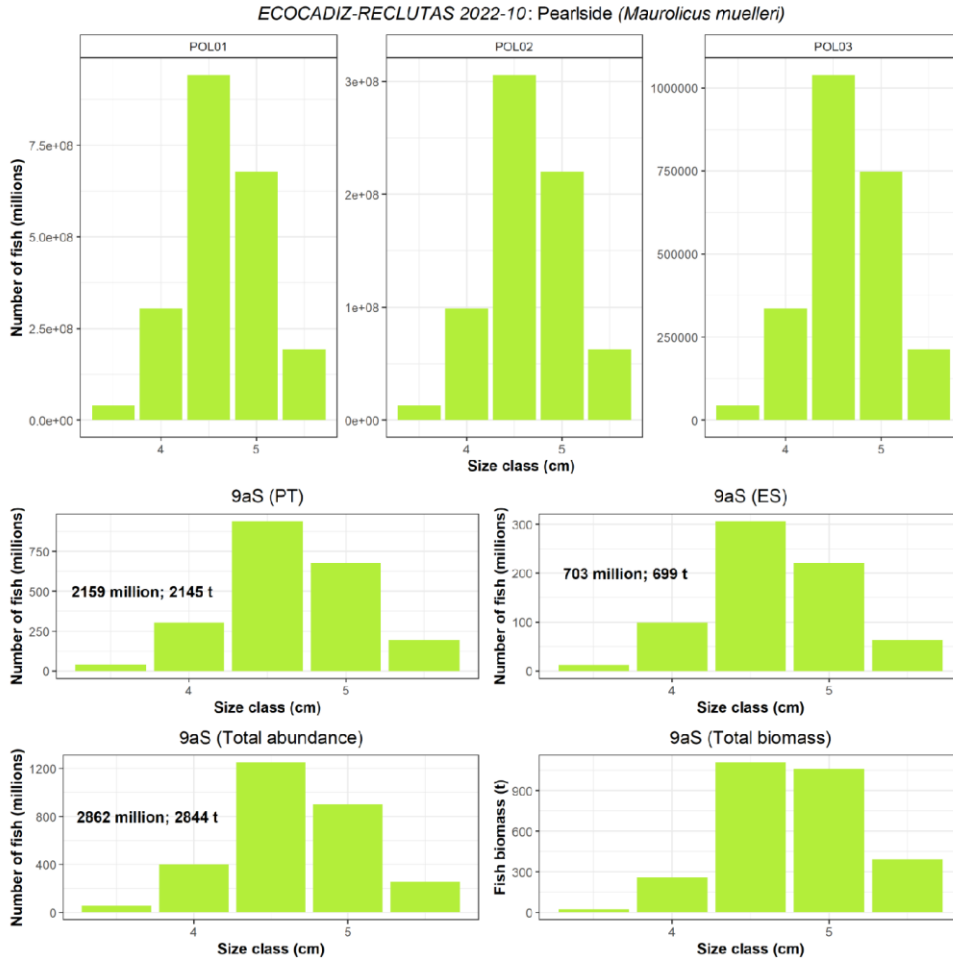 ECOCADIZ-RECLUTAS 2022-10: Pearlside (Maurolicus muelleri)
POL01
POL02
POL03
Number of fish (millions)
7.5e+08
5.0e+08
2.5e+08
0.0e+00
4
5
3e+08
2e+08
1e+08
0e+00
4
5
1000000
750000
500000
250000
0
4
5
Size class (cm)
9aS (PT)
Number of fish (millions)
750
500
250
0
2159 million; 2145 t
4
5
Size class (cm)
9aS (ES)
Number of fish (millions)
300
200
100
0
703 million; 699 t
4
5
Size class (cm)
9aS (Total abundance)
Number of fish (millions)
1200
800
400
0
2862 million; 2844 t
4
5
Size class (cm)
9aS (Total biomass)
Fish biomass (t)
900
600
300
0
4
5
Size class (cm)